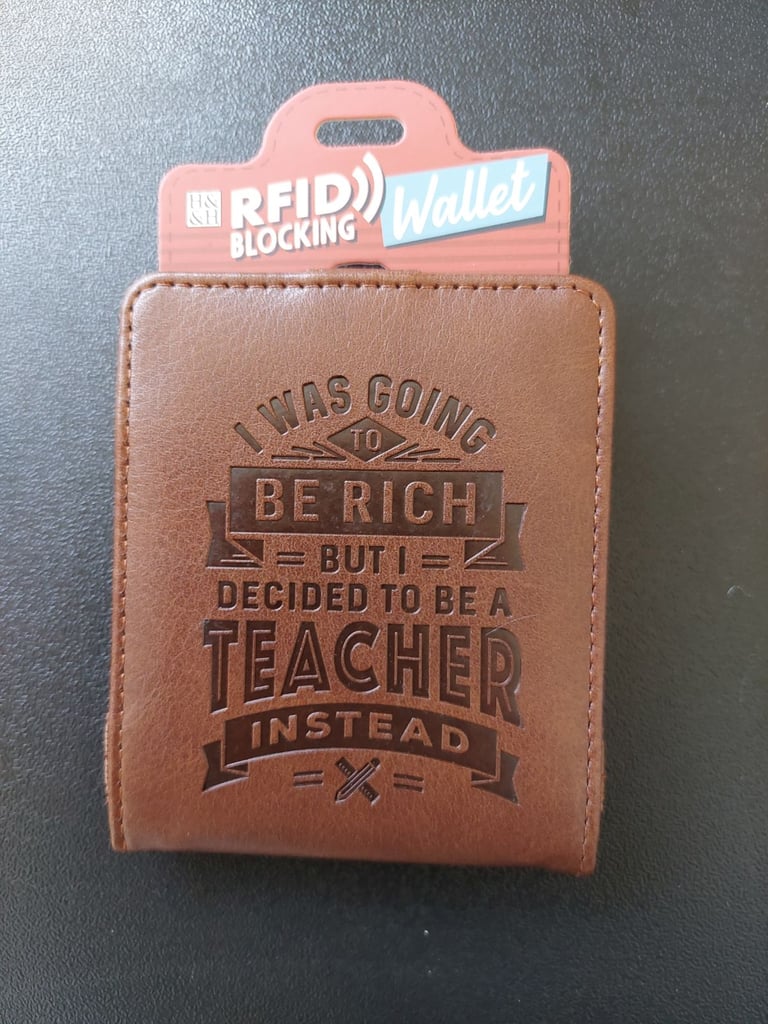 H&
&H
RFID
BLOCKING
Wallet
I WAS GOING
TO
BE RICH
BUT I
DECIDED TO BE A
TEACHER
INSTEAD